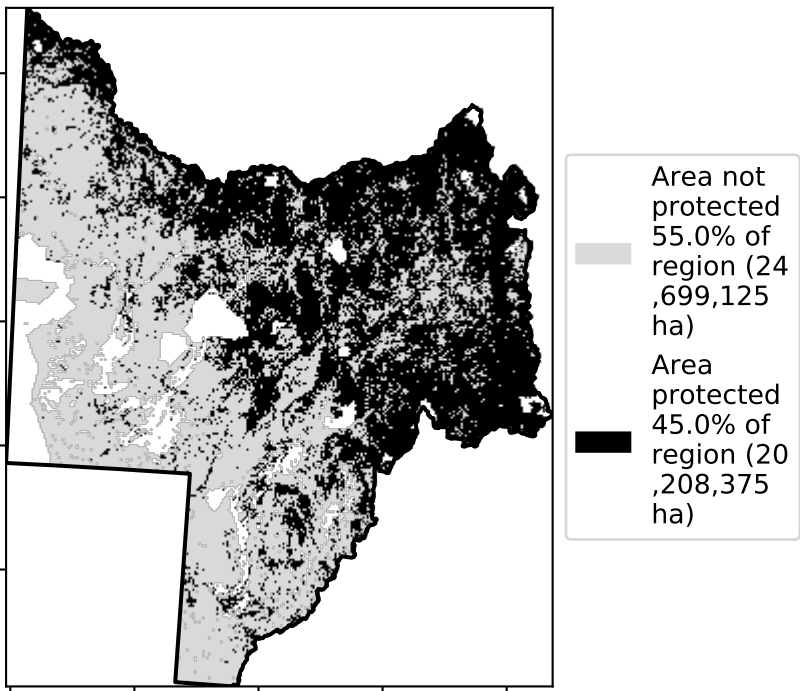 Area not
protected
55.0% of
region (24
,699,125
ha)
Area
protected
45.0% of
region (20
,208,375
ha)